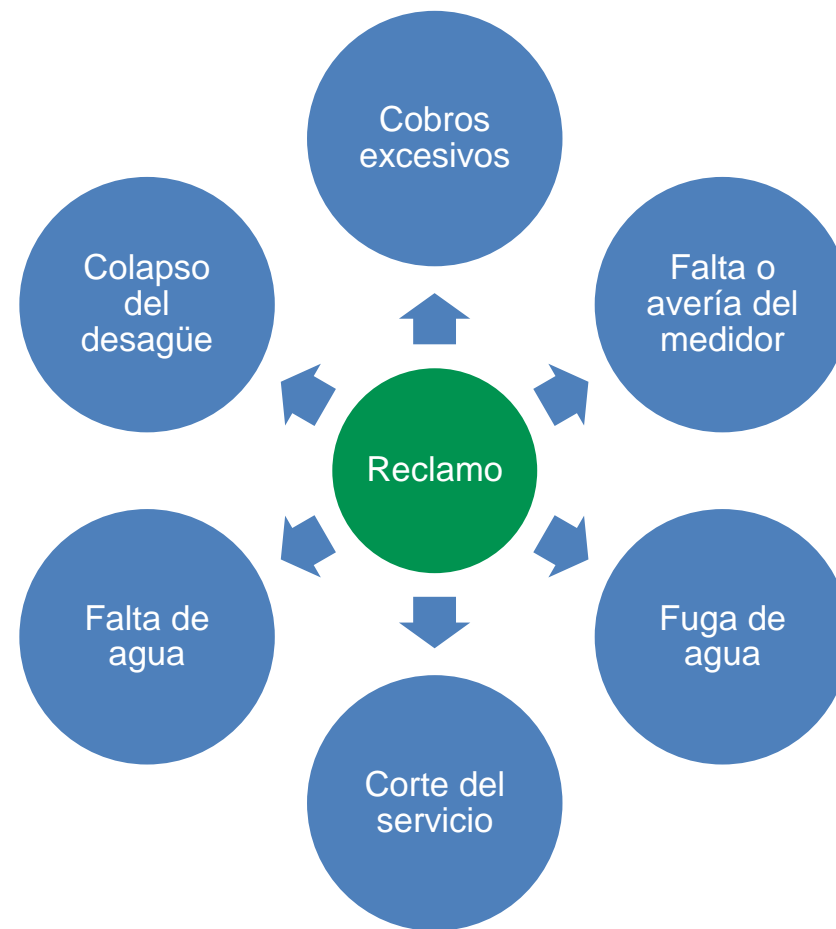 Cobros
excesivos
Colapso
del
desagüe
Falta o
avería del
medidor
Reclamo
Falta de
agua
Fuga de
agua
Corte del
servicio